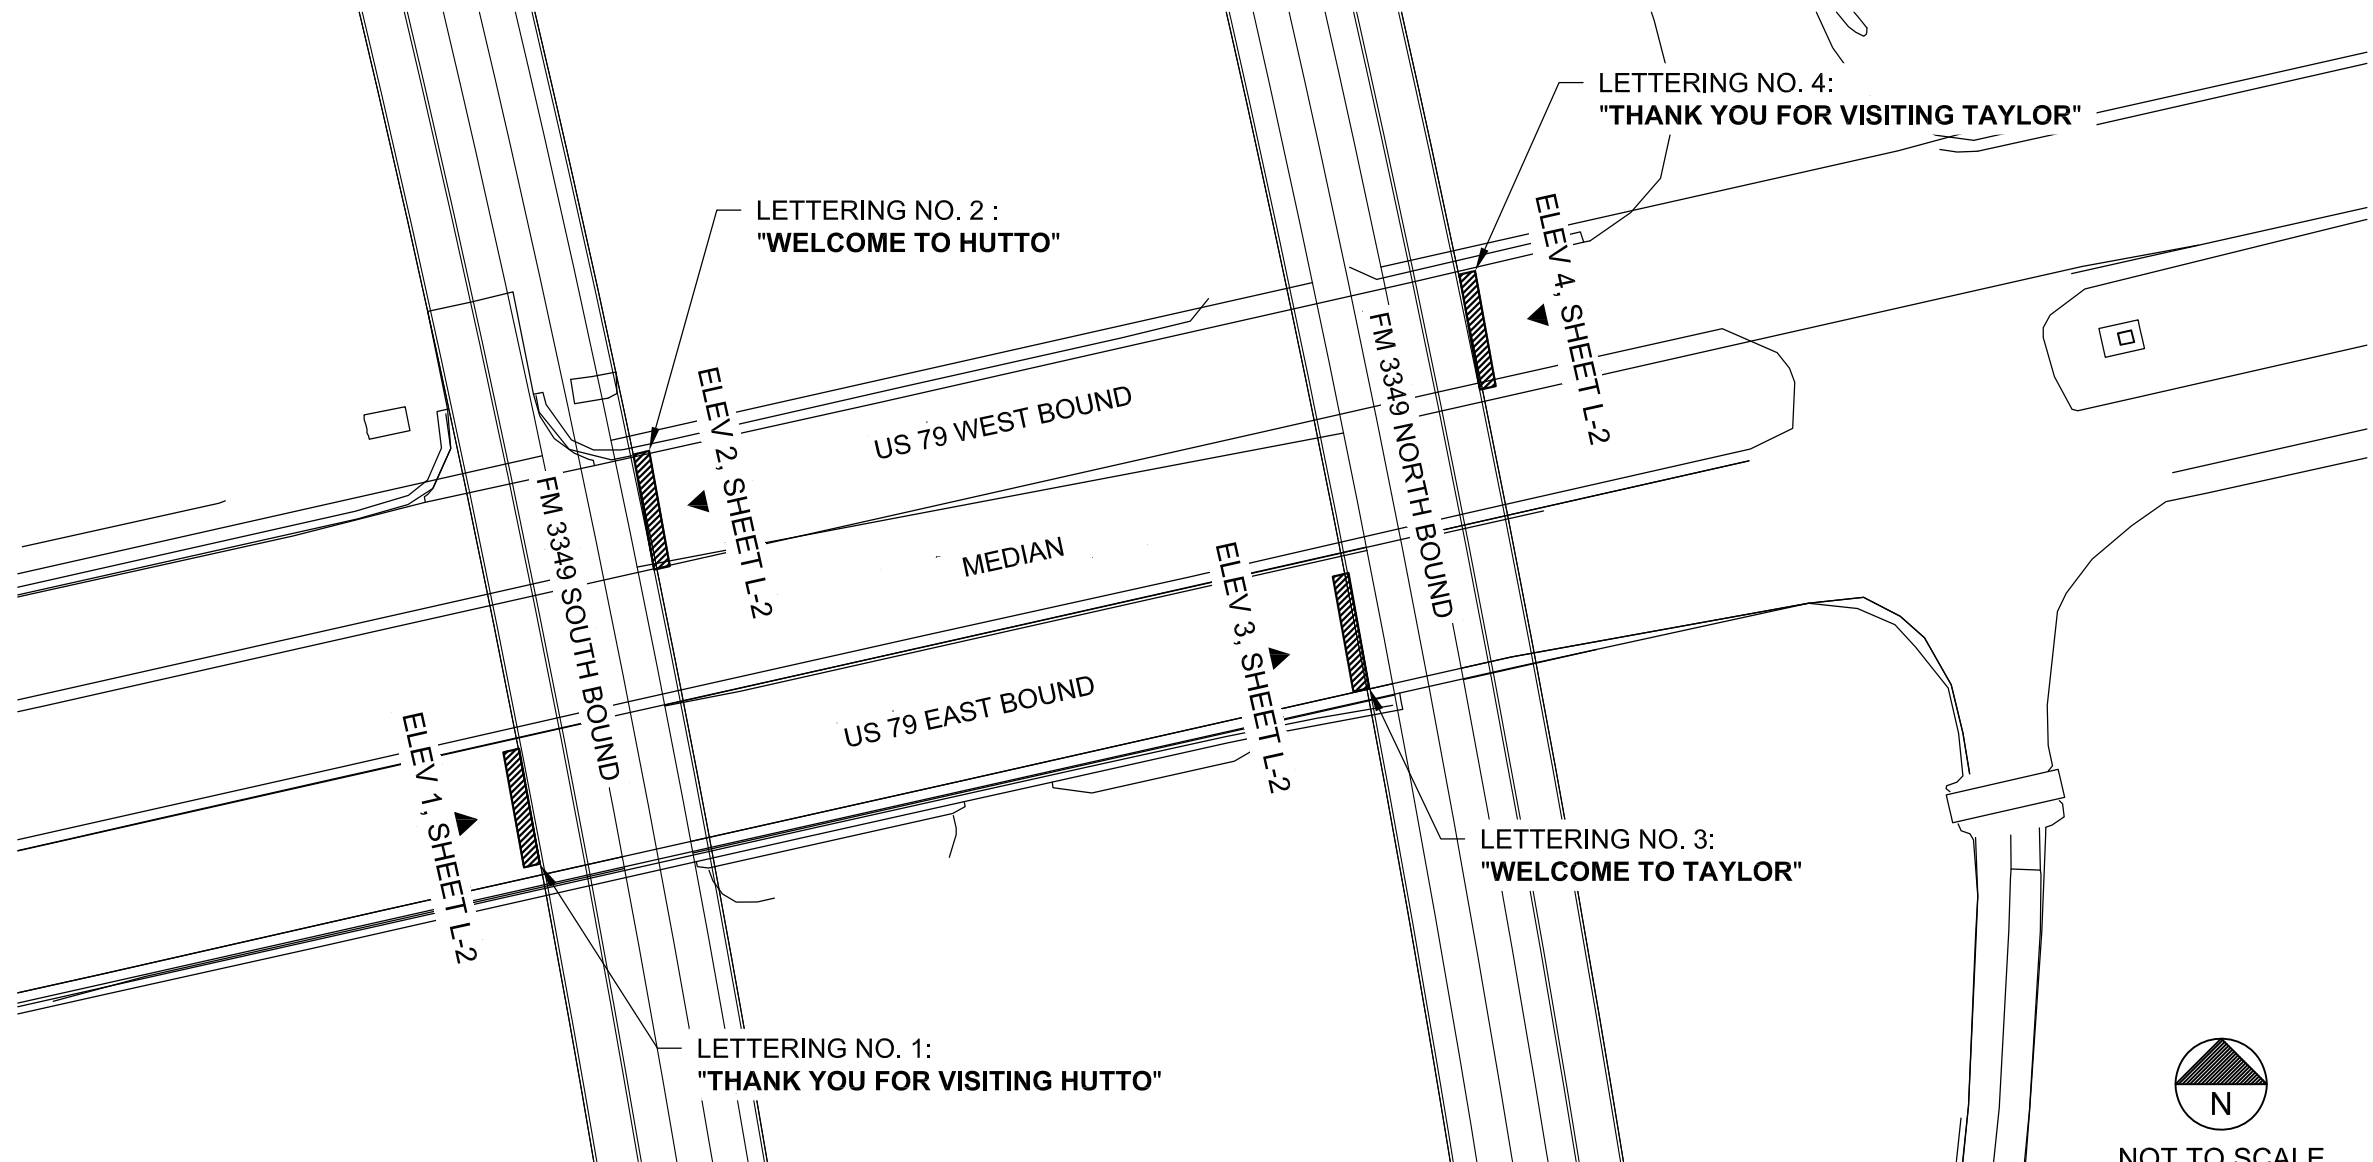 LETTERING NO. 4:
"THANK YOU FOR VISITING TAYLOR"
LETTERING NO. 2 :
"WELCOME TO HUTTO"
ELEV 4, SHEET L-2
ELEV 2, SHEET L-2
FM 3349 NORTH BOUND
US 79 WEST BOUND
FM 3349 SOUTH BOUND
MEDIAN
ELEV 3, SHEET L-2
US 79 EAST BOUND
ELEV 1, SHEET L-2
LETTERING NO. 3:
"WELCOME TO TAYLOR"
LETTERING NO. 1:
"THANK YOU FOR VISITING HUTTO"
N
NOT TO SCALE